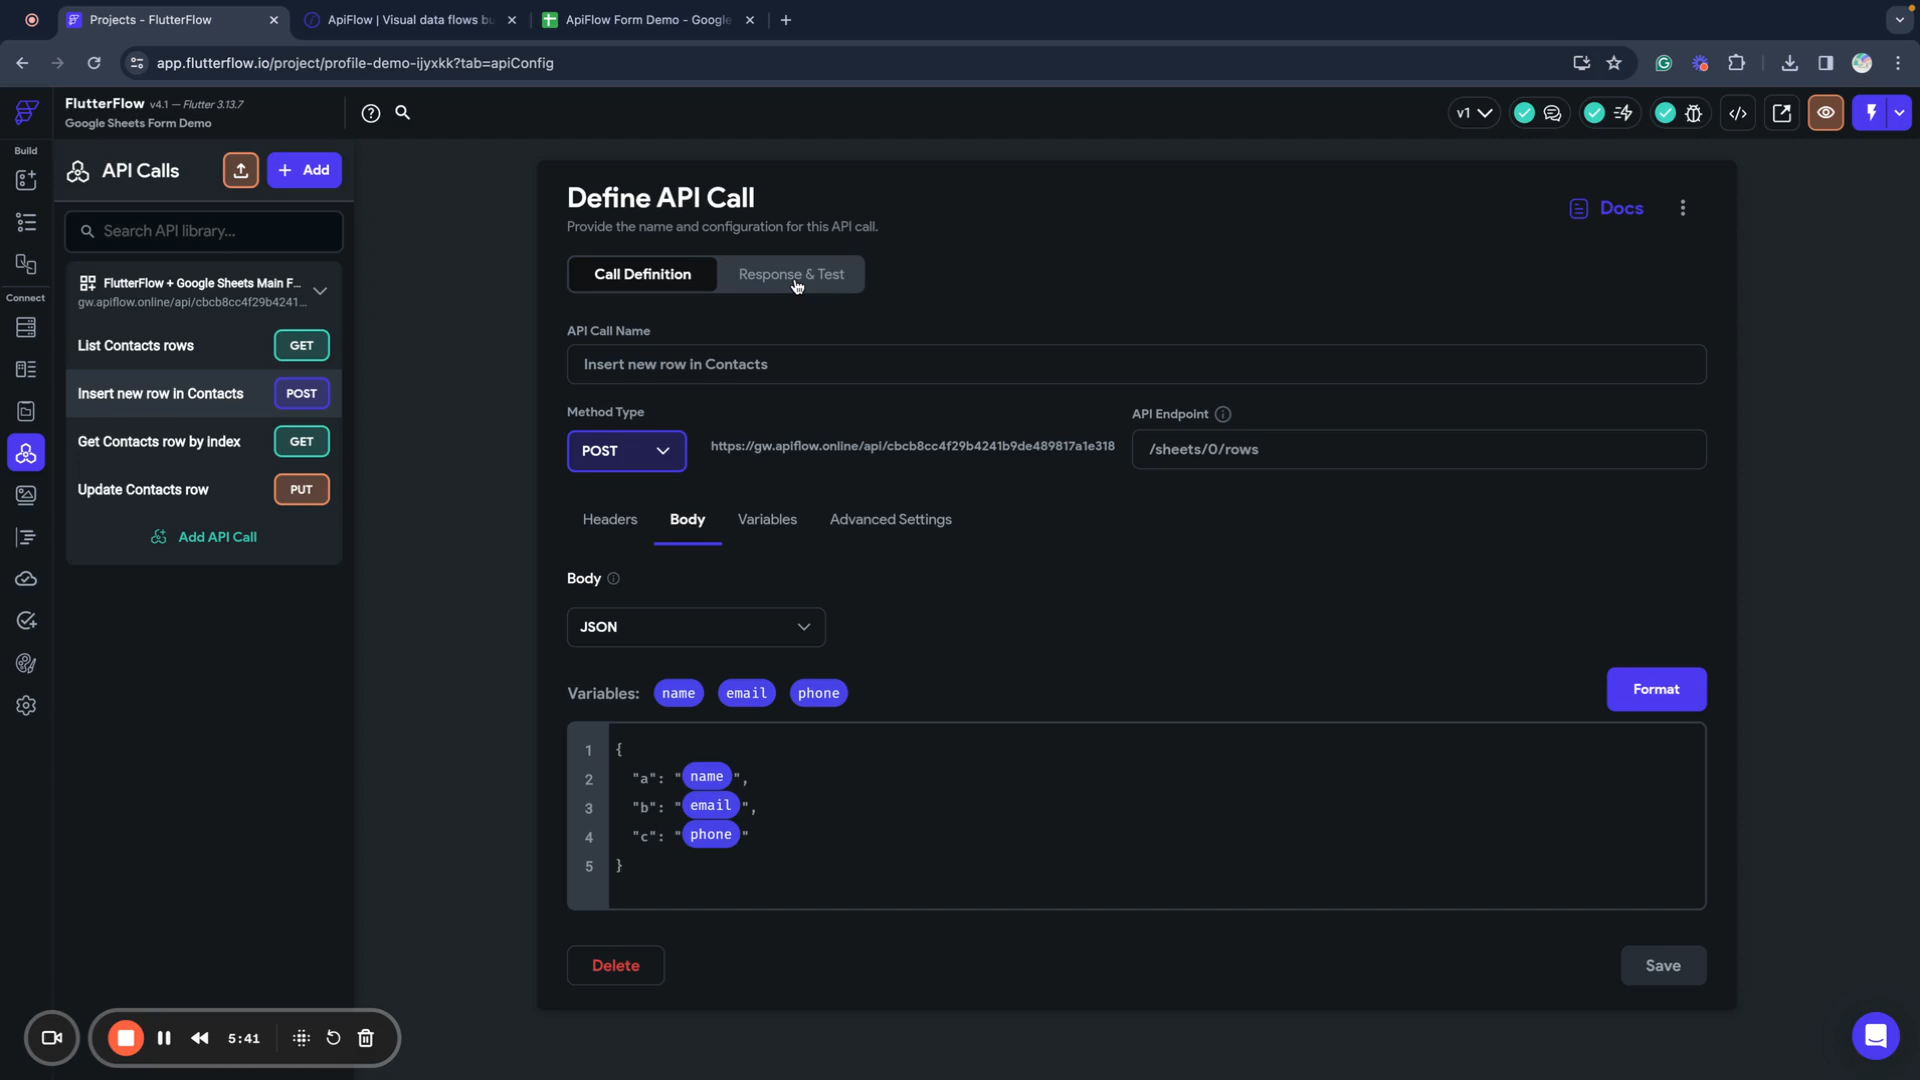 Projects - FlutterFlow
ApiFlow | Visual data flows bu
ApiFlow Form Demo - Google
app.flutterflow.io/project/profile-demo-ijyxkk?tab=apiConfig
FlutterFlow v4.1 — Flutter 3.13.7
Google Sheets Form Demo
v1
Build
Connect
API Calls
+ Add
Search API library...
FlutterFlow + Google Sheets Main F...
gw.apiflow.online/api/cbcb8cc4f29b4241...
List Contacts rows GET
Insert new row in Contacts POST
Get Contacts row by index GET
Update Contacts row PUT
Add API Call
Define API Call
Provide the name and configuration for this API call.
Docs
Call Definition
Response & Test
API Call Name
Insert new row in Contacts
Method Type
API Endpoint
POST
https://gw.apiflow.online/api/cbcb8cc4f29b4241b9de489817a1e318
/sheets/0/rows
Headers
Body
Variables
Advanced Settings
Body
JSON
Variables: name email phone
Format
1 {
2 "a": "name",
3 "b": "email",
4 "c": "phone"
5 }
Delete
Save
5:41